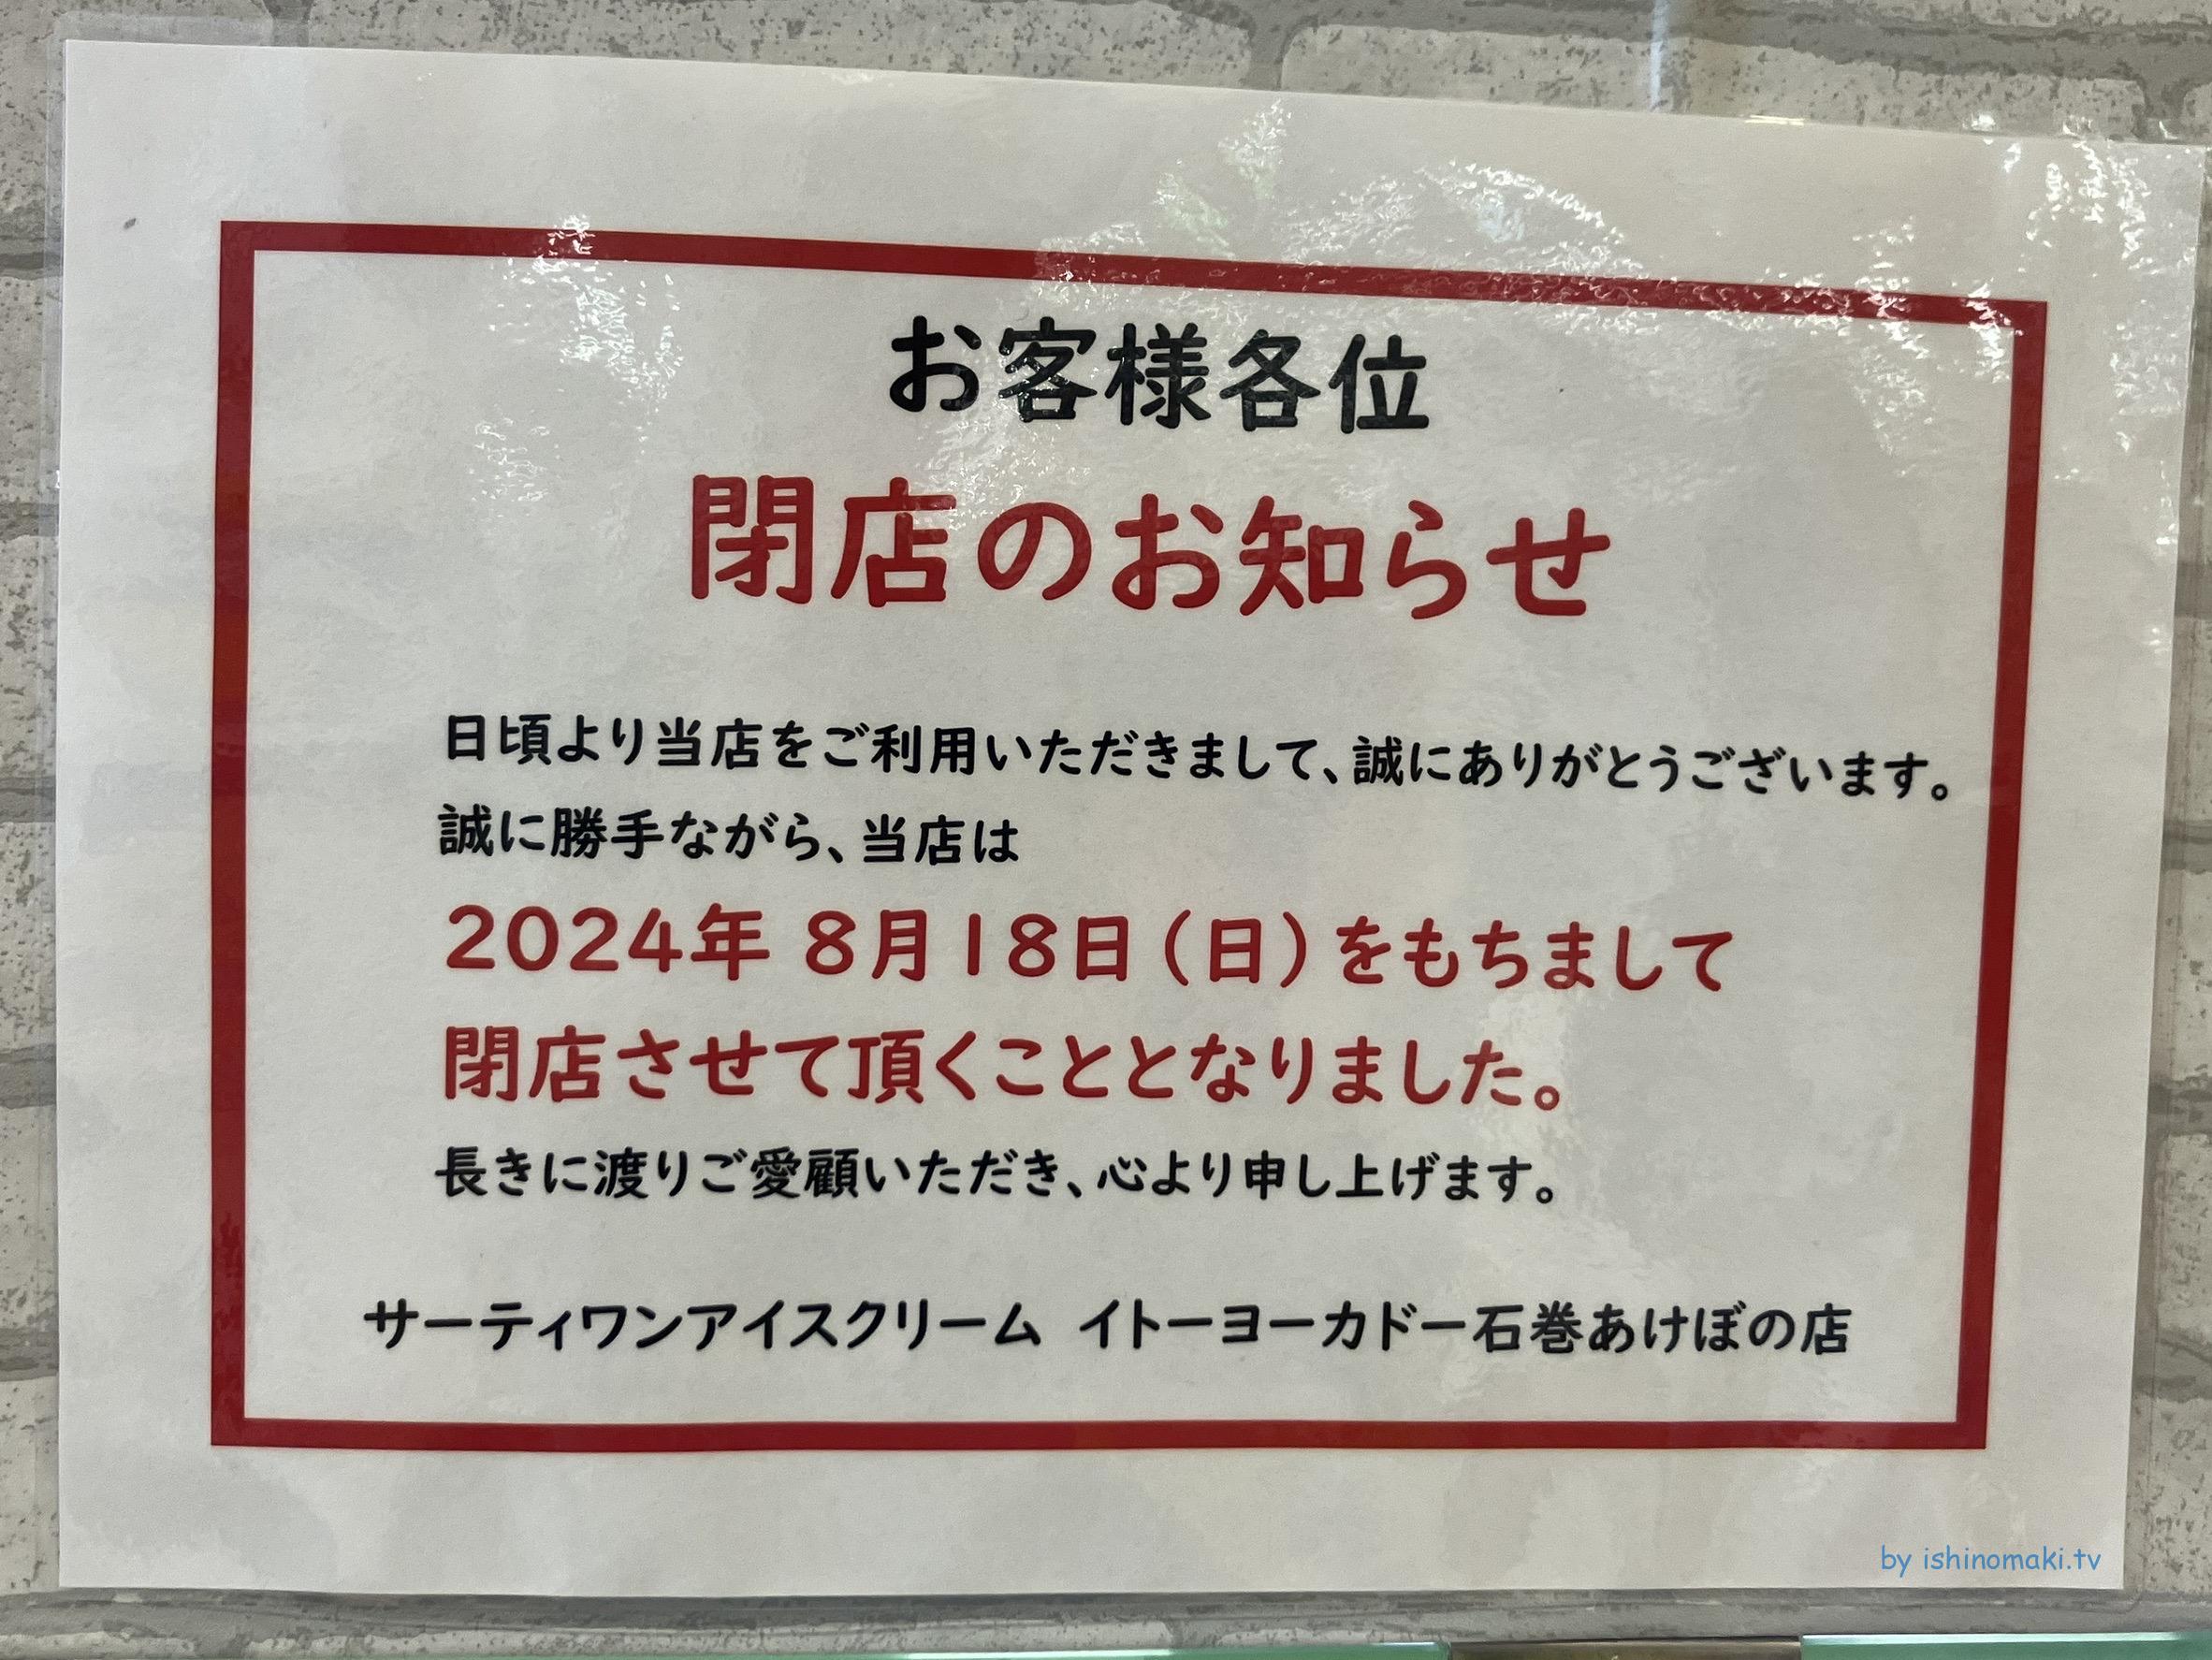 お客様各位
閉店のお知らせ
日頃より当店をご利用いただきまして、誠にありがとうございます。
誠に勝手ながら、当店は
2024年 8月18日（日）をもちまして
閉店させて頂くこととなりました。
長きに渡りご愛顧いただき、心より申し上げます。
サーティワンアイスクリーム イトーヨーカドー石巻あけぼの店
by ishinomaki.tv